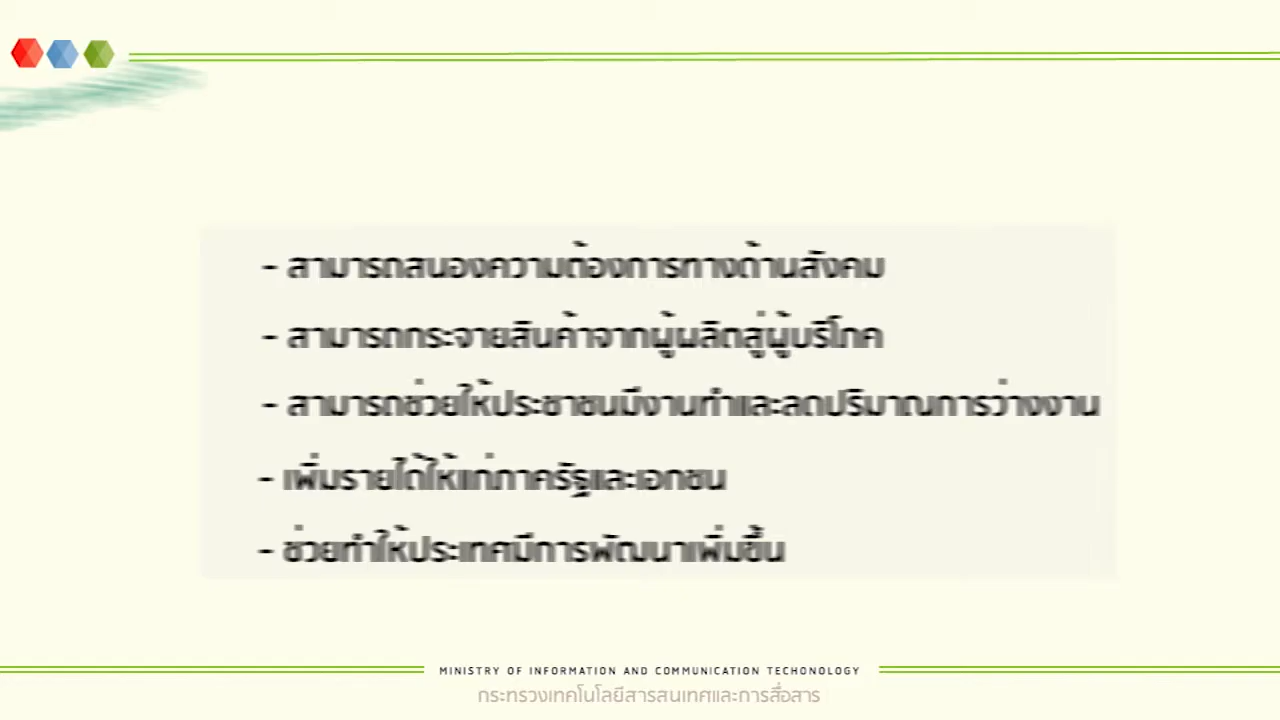 - สามารถสนองความต้องการทางด้านสังคม
- สามารถกระจายสินค้าจากผู้ผลิตสู่ผู้บริโภค
- สามารถช่วยให้ประชาชนมีงานทำและลดปริมาณการว่างงาน
- เพิ่มรายได้ให้แก่ภาครัฐและเอกชน
- ช่วยทำให้ประเทศมีการพัฒนาเพิ่มขึ้น
MINISTRY OF INFORMATION AND COMMUNICATION TECHONOLOGY
กระทรวงเทคโนโลยีสารสนเทศและการสื่อสาร